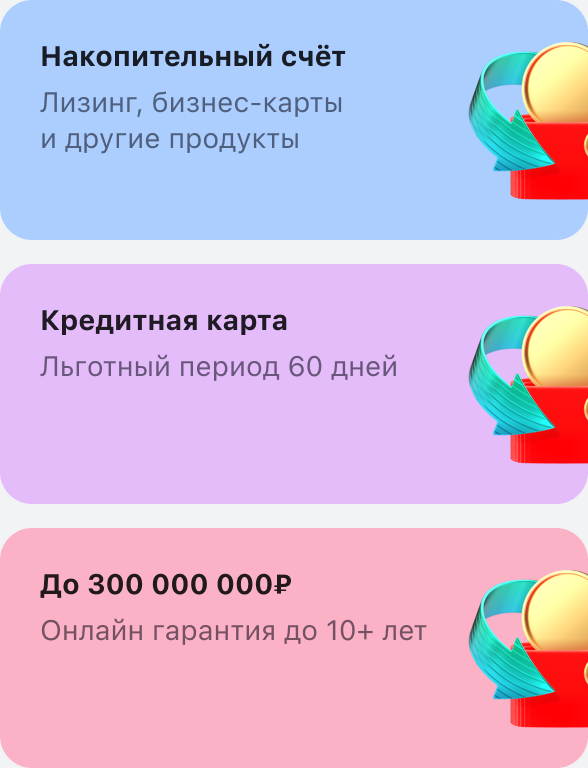 Накопительный счёт
Лизинг, бизнес-карты
и другие продукты
Кредитная карта
Льготный период 60 дней
До 300 000 000₽
Онлайн гарантия до 10+ лет